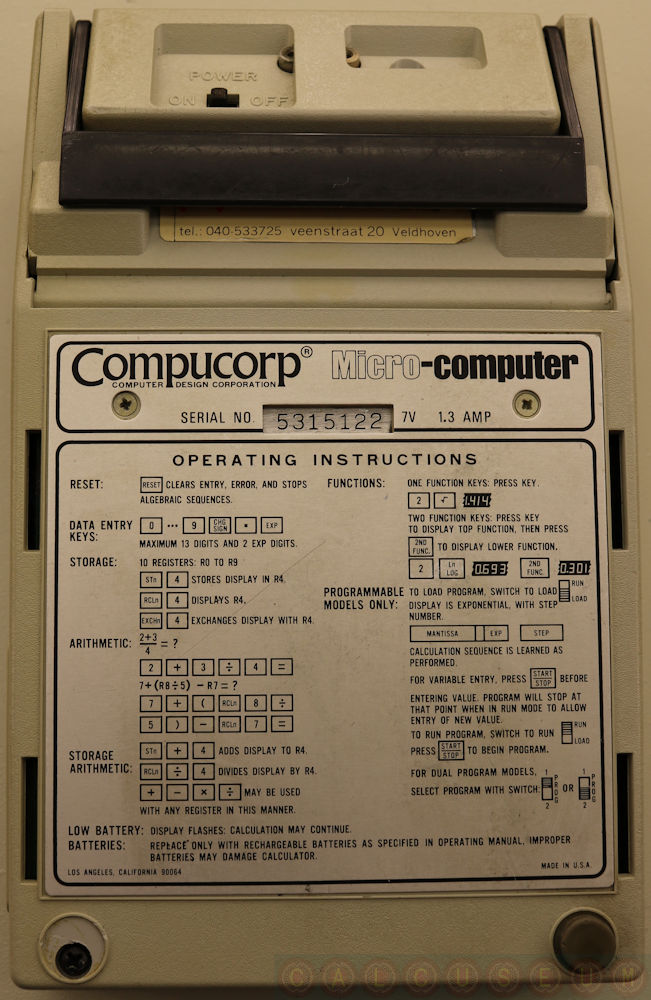 POWER
ON OFF
tel.: 040-533725 veenstraat 20 Veldhoven
Compucorp® Micro-computer
COMPUTER DESIGN CORPORATION
SERIAL NO. 5315122 7V 1.3 AMP
OPERATING INSTRUCTIONS
RESET: RESET CLEARS ENTRY, ERROR, AND STOPS
ALGEBRAIC SEQUENCES.
DATA ENTRY KEYS: 0 ••• 9 CHG SIGN • EXP
MAXIMUM 13 DIGITS AND 2 EXP DIGITS.
STORAGE: 10 REGISTERS: R0 TO R9
STn 4 STORES DISPLAY IN R4.
RCLn 4 DISPLAYS R4.
EXCHn 4 EXCHANGES DISPLAY WITH R4.
ARITHMETIC: 2+3/4 = ?
2 + 3 ÷ 4 =
7+(R8÷5) − R7= ?
7 + ( RCLn 8 ÷
5 ) − RCLn 7 =
STORAGE ARITHMETIC: STn + 4 ADDS DISPLAY TO R4.
RCLn ÷ 4 DIVIDES DISPLAY BY R4.
+ − × ÷ MAY BE USED
WITH ANY REGISTER IN THIS MANNER.
FUNCTIONS: ONE FUNCTION KEYS: PRESS KEY.
2 √ 1.414
TWO FUNCTION KEYS: PRESS KEY
TO DISPLAY TOP FUNCTION, THEN PRESS
2ND FUNC. TO DISPLAY LOWER FUNCTION.
2 Ln LOG 0.693 2ND FUNC. 0.301
PROGRAMMABLE MODELS ONLY: TO LOAD PROGRAM, SWITCH TO LOAD RUN LOAD
DISPLAY IS EXPONENTIAL, WITH STEP
NUMBER.
MANTISSA EXP STEP
CALCULATION SEQUENCE IS LEARNED AS
PERFORMED.
FOR VARIABLE ENTRY, PRESS START STOP BEFORE
ENTERING VALUE. PROGRAM WILL STOP AT
THAT POINT WHEN IN RUN MODE TO ALLOW
ENTRY OF NEW VALUE.
TO RUN PROGRAM, SWITCH TO RUN RUN LOAD
PRESS START STOP TO BEGIN PROGRAM.
FOR DUAL PROGRAM MODELS,
SELECT PROGRAM WITH SWITCH: 1 PROG 2 OR 1 PROG 2
LOW BATTERY: DISPLAY FLASHES: CALCULATION MAY CONTINUE.
BATTERIES: REPLACE ONLY WITH RECHARGEABLE BATTERIES AS SPECIFIED IN OPERATING MANUAL, IMPROPER
BATTERIES MAY DAMAGE CALCULATOR.
LOS ANGELES, CALIFORNIA 90064 MADE IN U.S.A.
CALCUSEUM